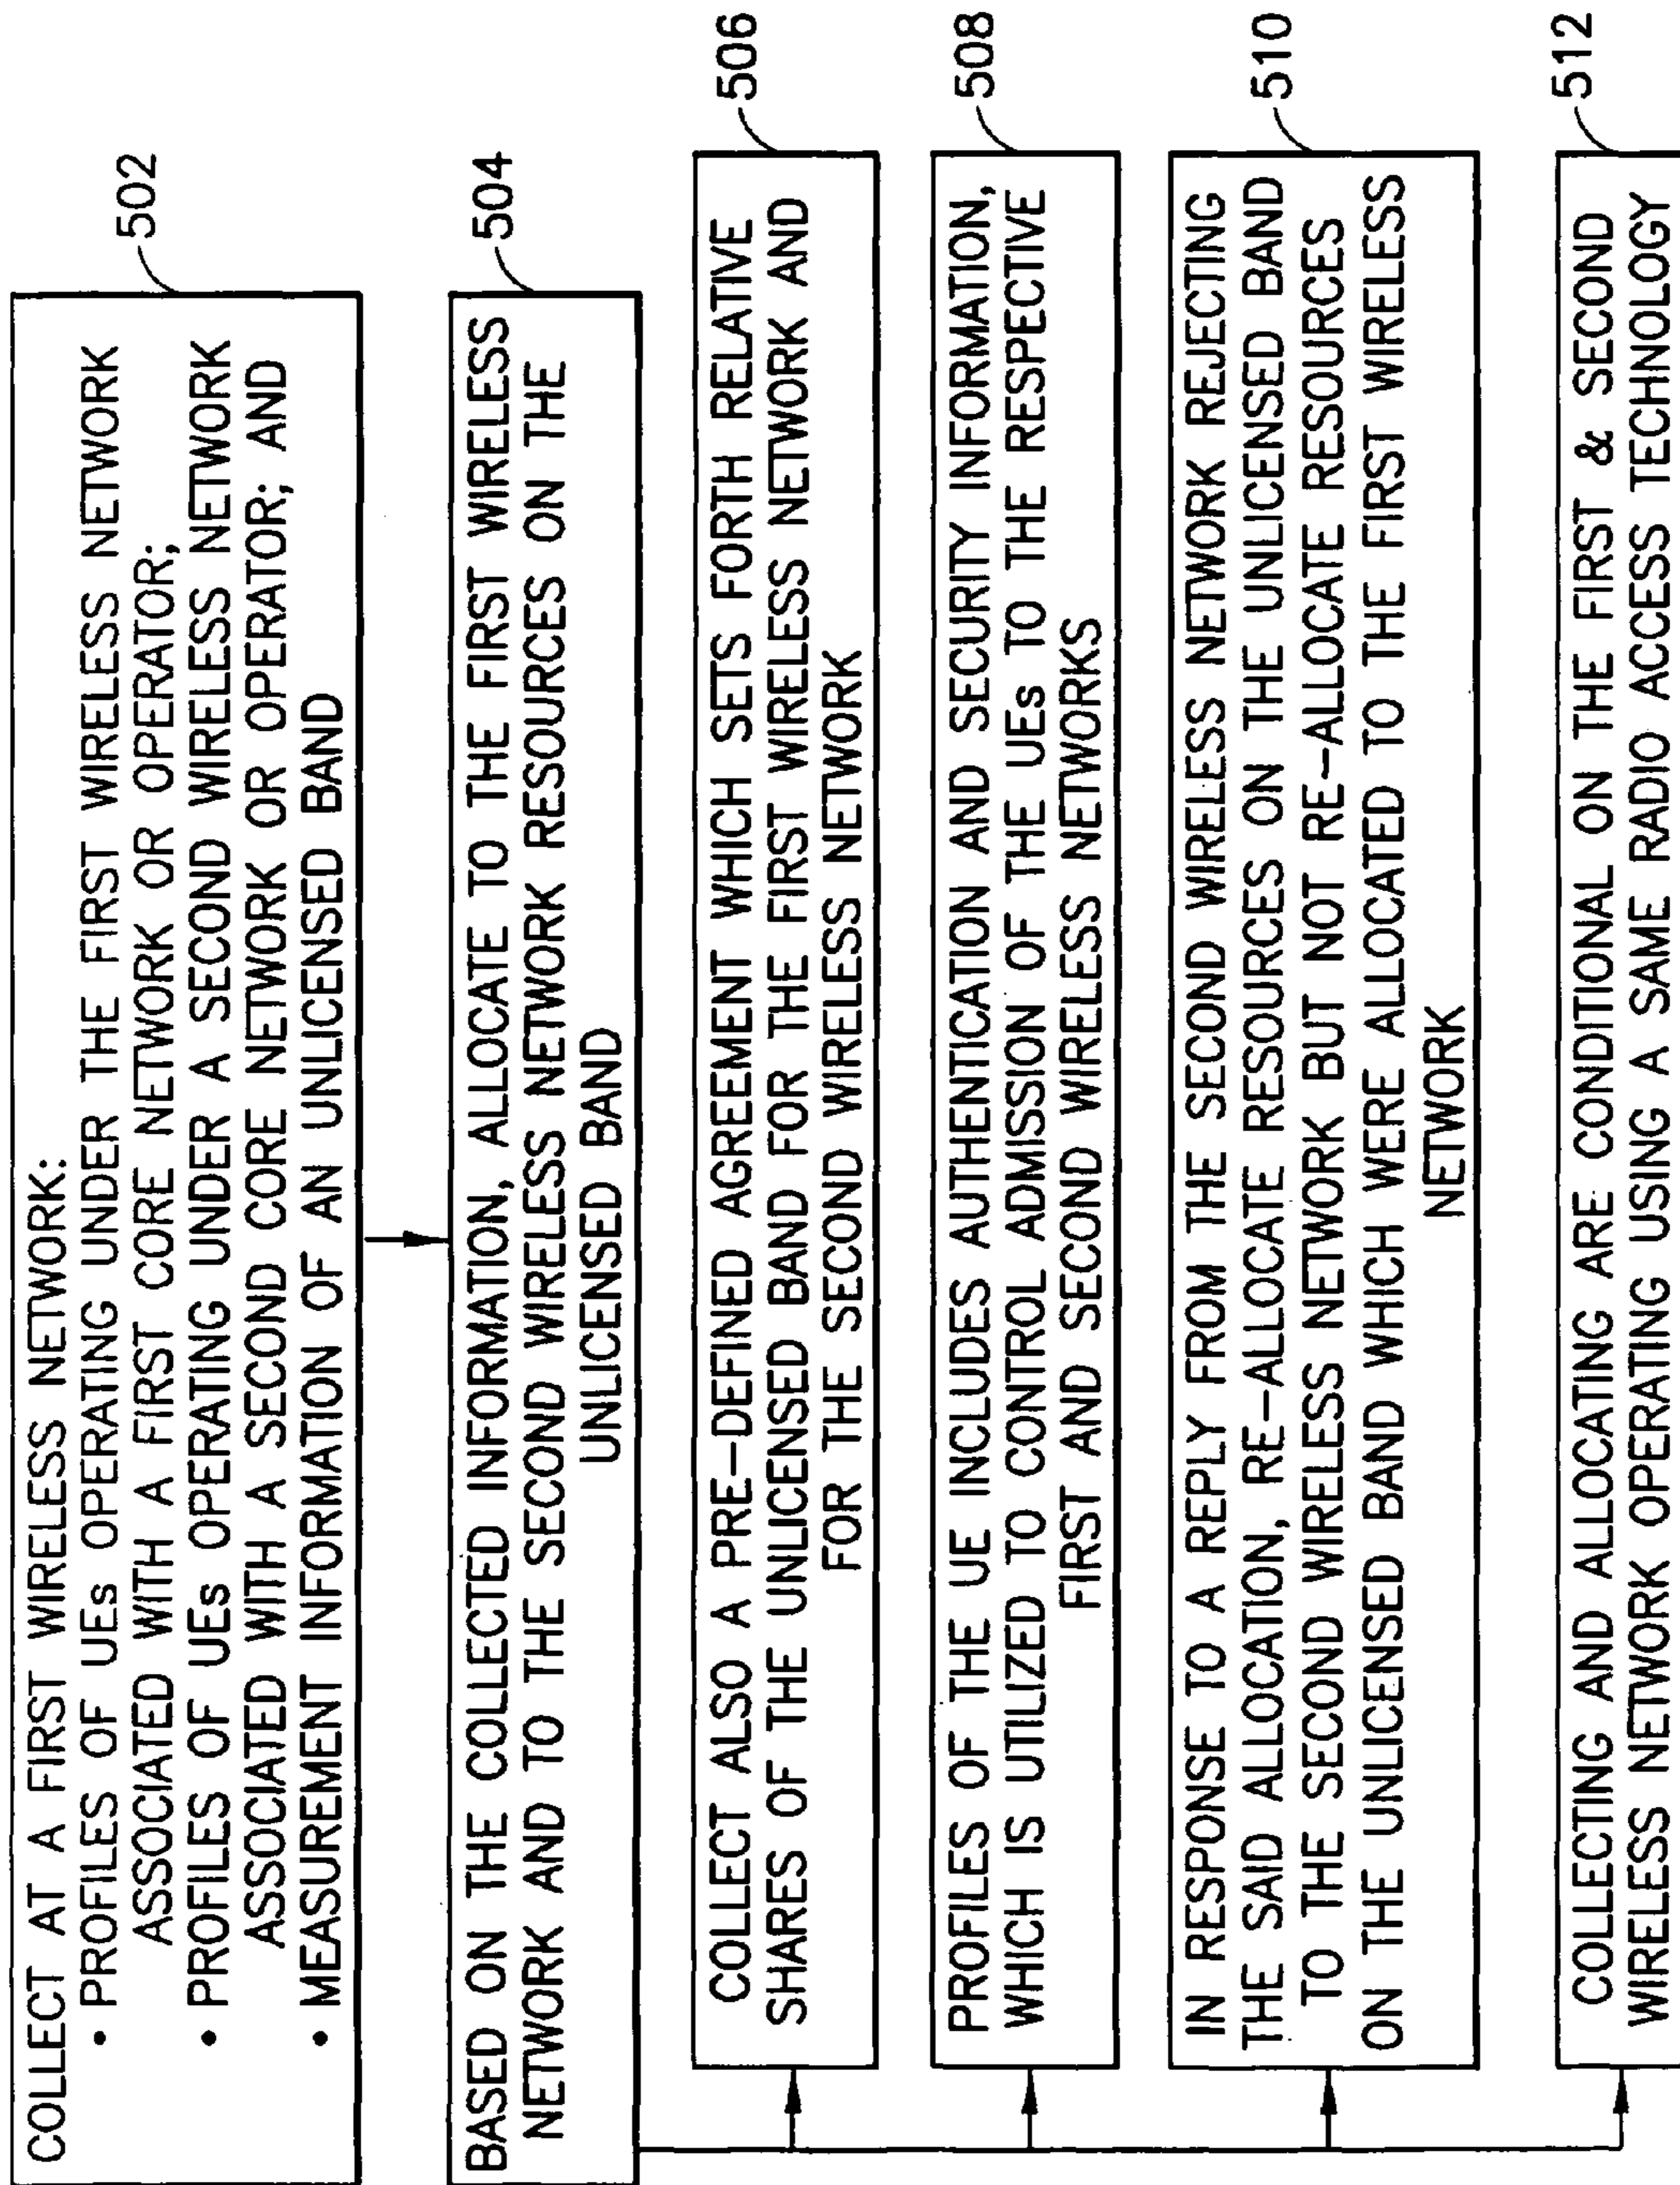 COLLECT AT A FIRST WIRELESS NETWORK:
• PROFILES OF UEs OPERATING UNDER THE FIRST WIRELESS NETWORK
ASSOCIATED WITH A FIRST CORE NETWORK OR OPERATOR;
• PROFILES OF UEs OPERATING UNDER A SECOND WIRELESS NETWORK
ASSOCIATED WITH A SECOND CORE NETWORK OR OPERATOR; AND
• MEASUREMENT INFORMATION OF AN UNLICENSED BAND
502
BASED ON THE COLLECTED INFORMATION, ALLOCATE TO THE FIRST WIRELESS
NETWORK AND TO THE SECOND WIRELESS NETWORK RESOURCES ON THE
UNLICENSED BAND
504
COLLECT ALSO A PRE-DEFINED AGREEMENT WHICH SETS FORTH RELATIVE
SHARES OF THE UNLICENSED BAND FOR THE FIRST WIRELESS NETWORK AND
FOR THE SECOND WIRELESS NETWORK
506
PROFILES OF THE UE INCLUDES AUTHENTICATION AND SECURITY INFORMATION,
WHICH IS UTILIZED TO CONTROL ADMISSION OF THE UEs TO THE RESPECTIVE
FIRST AND SECOND WIRELESS NETWORKS
508
IN RESPONSE TO A REPLY FROM THE SECOND WIRELESS NETWORK REJECTING
THE SAID ALLOCATION, RE-ALLOCATE RESOURCES ON THE UNLICENSED BAND
TO THE SECOND WIRELESS NETWORK BUT NOT RE-ALLOCATE RESOURCES
ON THE UNLICENSED BAND WHICH WERE ALLOCATED TO THE FIRST WIRELESS
NETWORK
510
COLLECTING AND ALLOCATING ARE CONDITIONAL ON THE FIRST & SECOND
WIRELESS NETWORK OPERATING USING A SAME RADIO ACCESS TECHNOLOGY
512